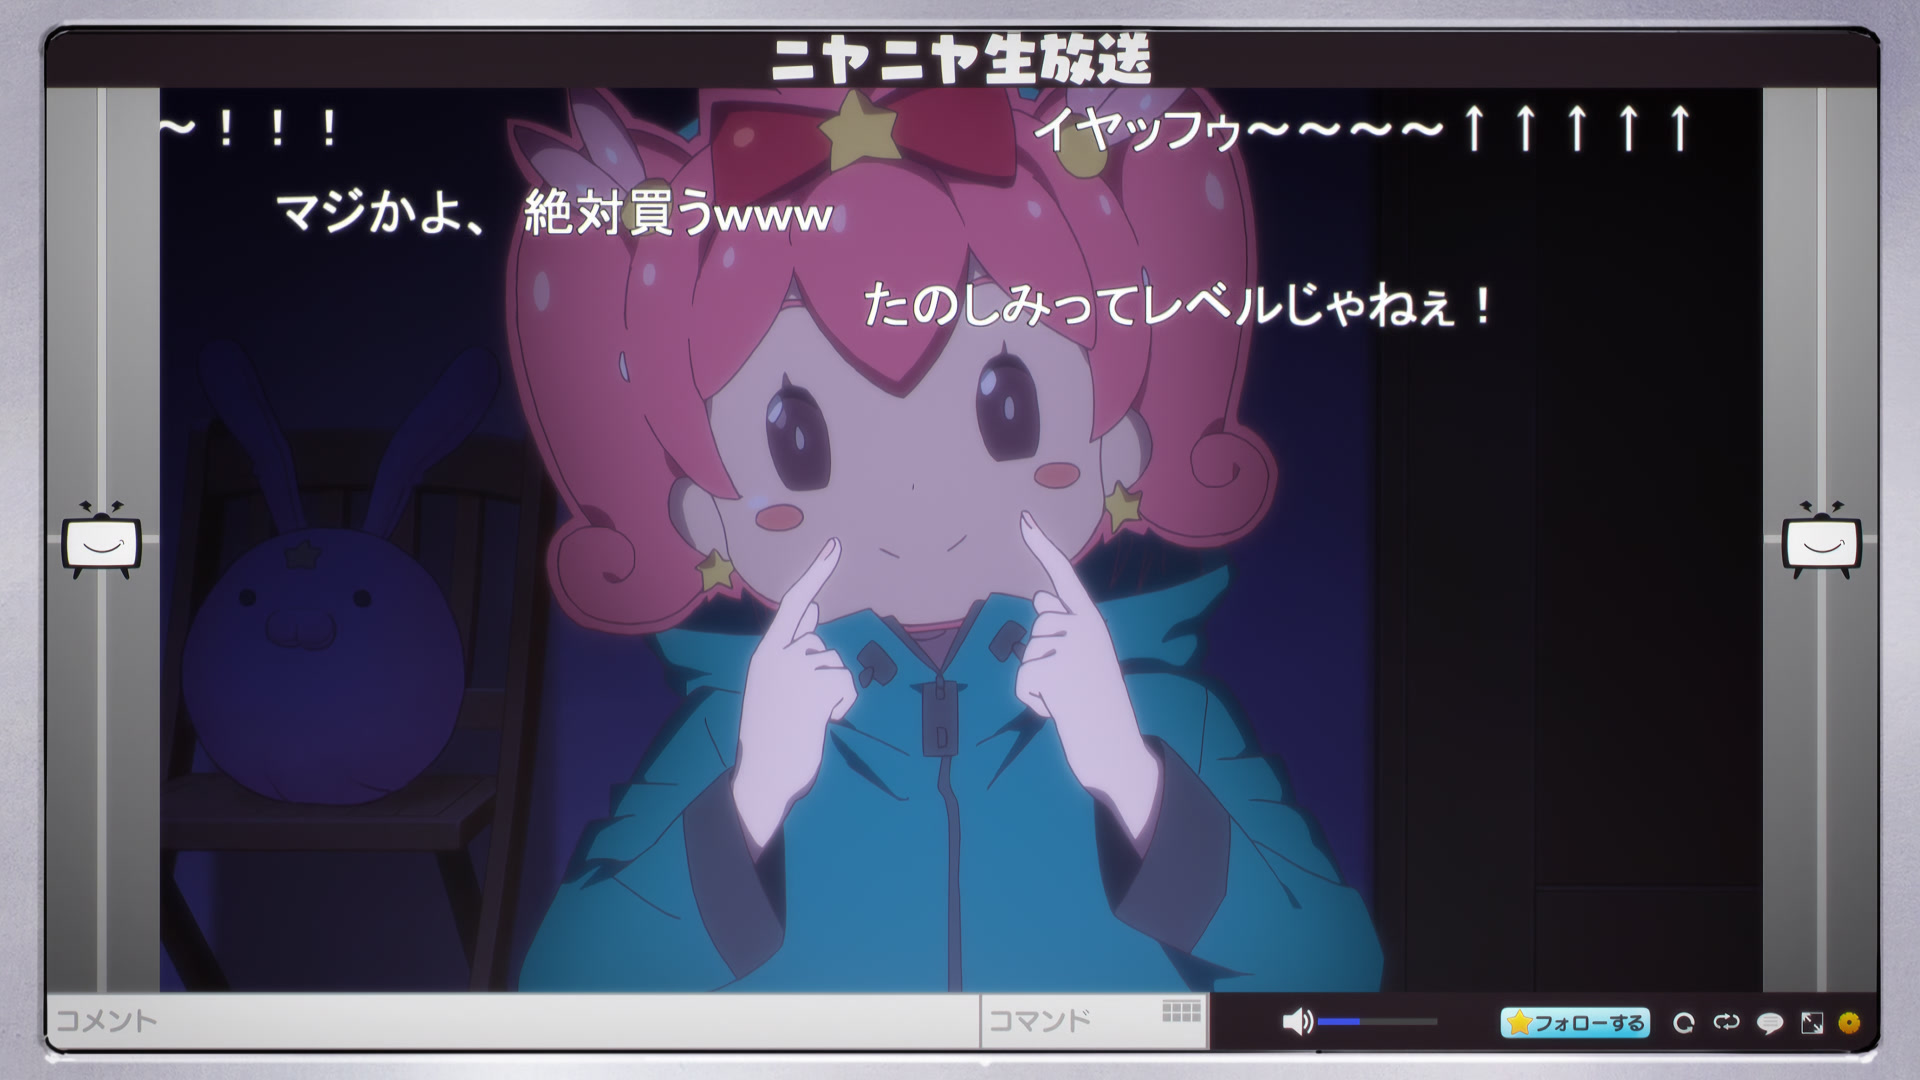 ニヤニヤ生放送
～！！！
イヤッフゥ～～～～↑↑↑↑↑
マジかよ、絶対買うwww
たのしみってレベルじゃねぇ！
コメント
コマンド
フォローする